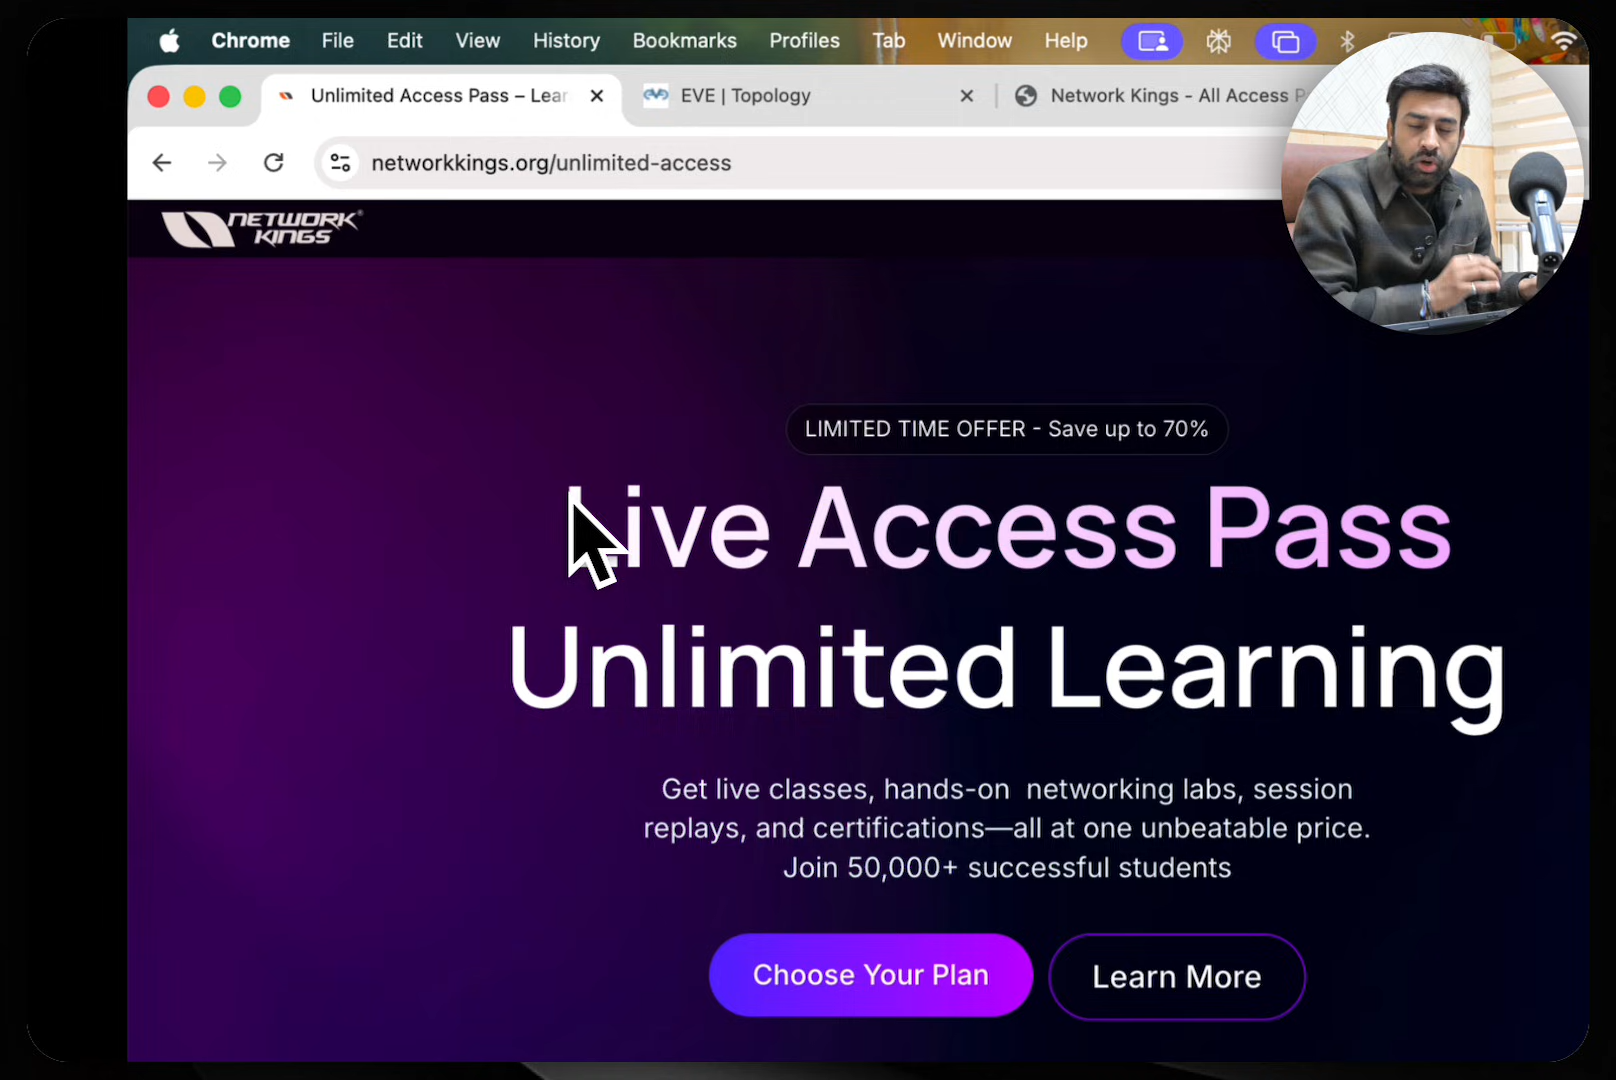 Chrome File Edit View History Bookmarks Profiles Tab Window Help
Unlimited Access Pass – Lear
EVE | Topology
Network Kings - All Access P
networkkings.org/unlimited-access
NETWORK
KINGS
LIMITED TIME OFFER - Save up to 70%
Live Access Pass
Unlimited Learning
Get live classes, hands-on networking labs, session
replays, and certifications—all at one unbeatable price.
Join 50,000+ successful students
Choose Your Plan
Learn More